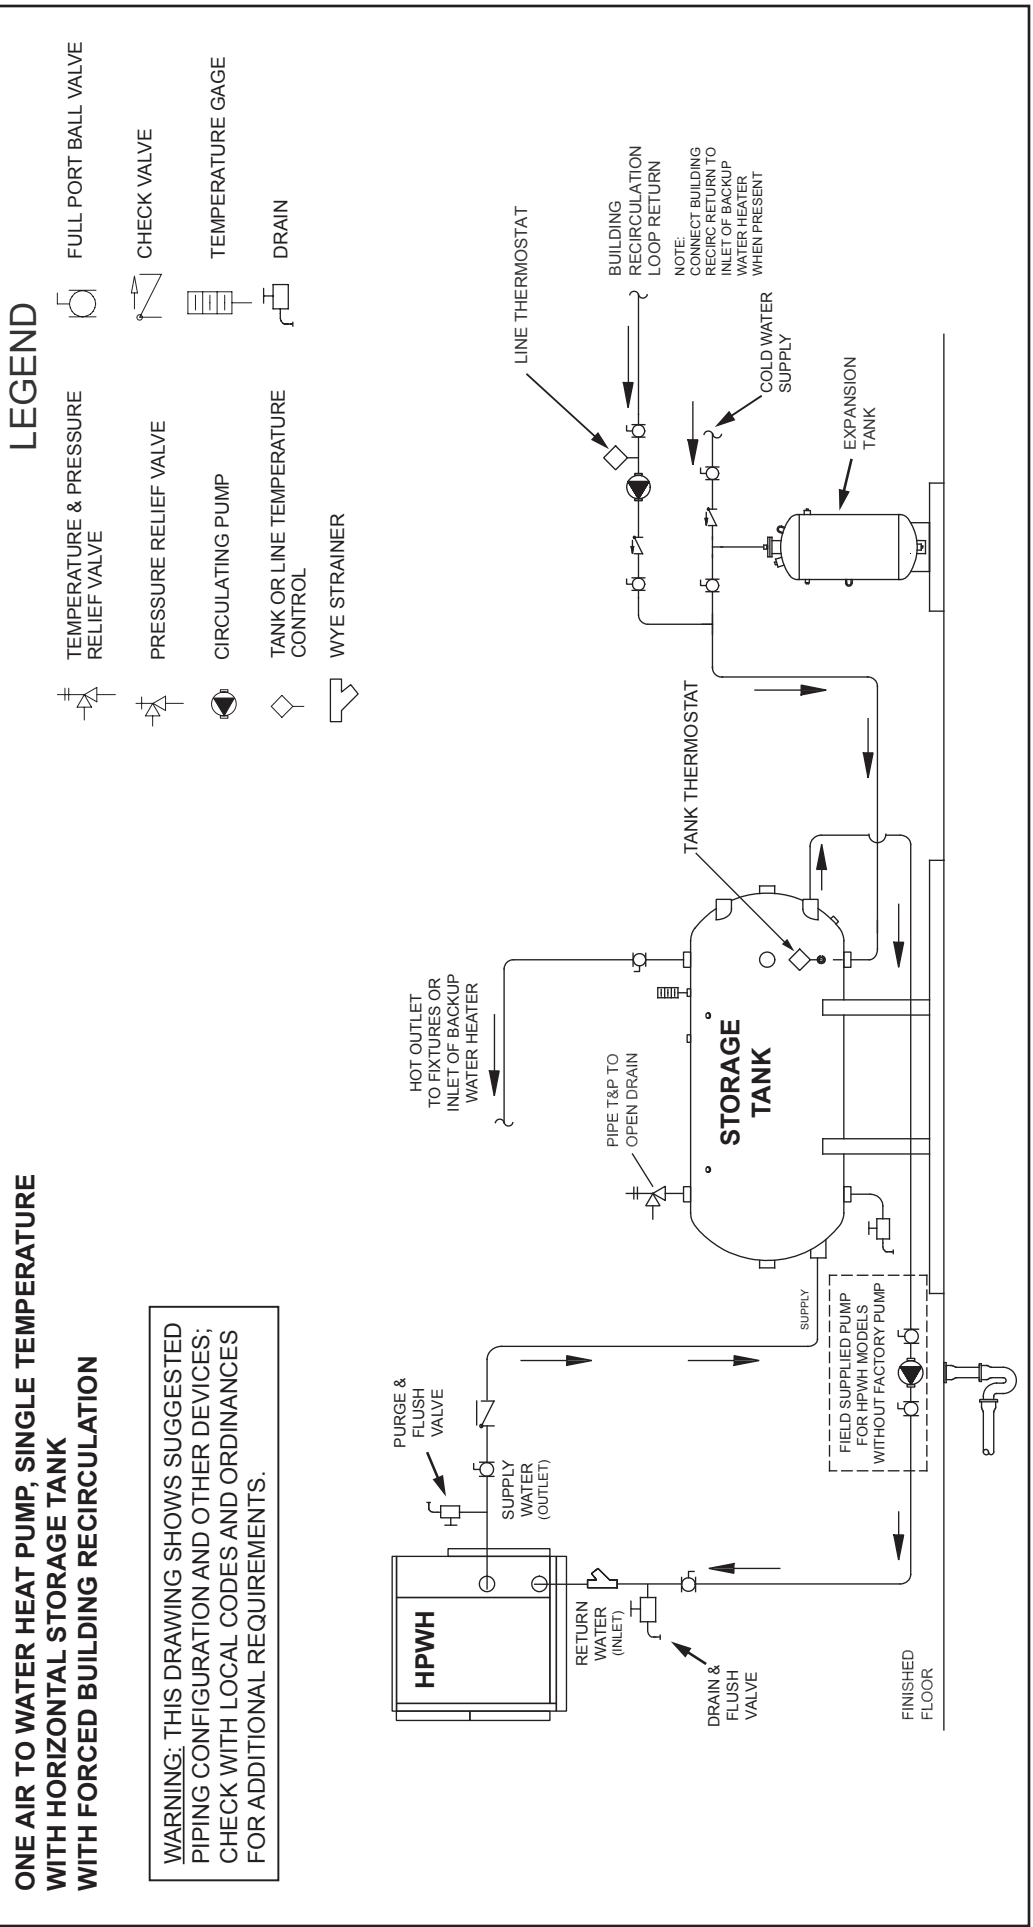 ONE AIR TO WATER HEAT PUMP, SINGLE TEMPERATURE
WITH HORIZONTAL STORAGE TANK
WITH FORCED BUILDING RECIRCULATION
WARNING: THIS DRAWING SHOWS SUGGESTED
PIPING CONFIGURATION AND OTHER DEVICES;
CHECK WITH LOCAL CODES AND ORDINANCES
FOR ADDITIONAL REQUIREMENTS.
LEGEND
TEMPERATURE & PRESSURE
RELIEF VALVE
PRESSURE RELIEF VALVE
CIRCULATING PUMP
TANK OR LINE TEMPERATURE
CONTROL
WYE STRAINER
FULL PORT BALL VALVE
CHECK VALVE
TEMPERATURE GAGE
DRAIN
HPWH
PURGE &
FLUSH
VALVE
SUPPLY
WATER
(OUTLET)
RETURN
WATER
(INLET)
DRAIN &
FLUSH
VALVE
FINISHED
FLOOR
SUPPLY
FIELD SUPPLIED PUMP
FOR HPWH MODELS
WITHOUT FACTORY PUMP
PIPE T&P TO
OPEN DRAIN
HOT OUTLET
TO FIXTURES OR
INLET OF BACKUP
WATER HEATER
STORAGE
TANK
TANK THERMOSTAT
LINE THERMOSTAT
BUILDING
RECIRCULATION
LOOP RETURN
NOTE:
CONNECT BUILDING
RECIRC RETURN TO
INLET OF BACKUP
WATER HEATER
WHEN PRESENT
COLD WATER
SUPPLY
EXPANSION
TANK